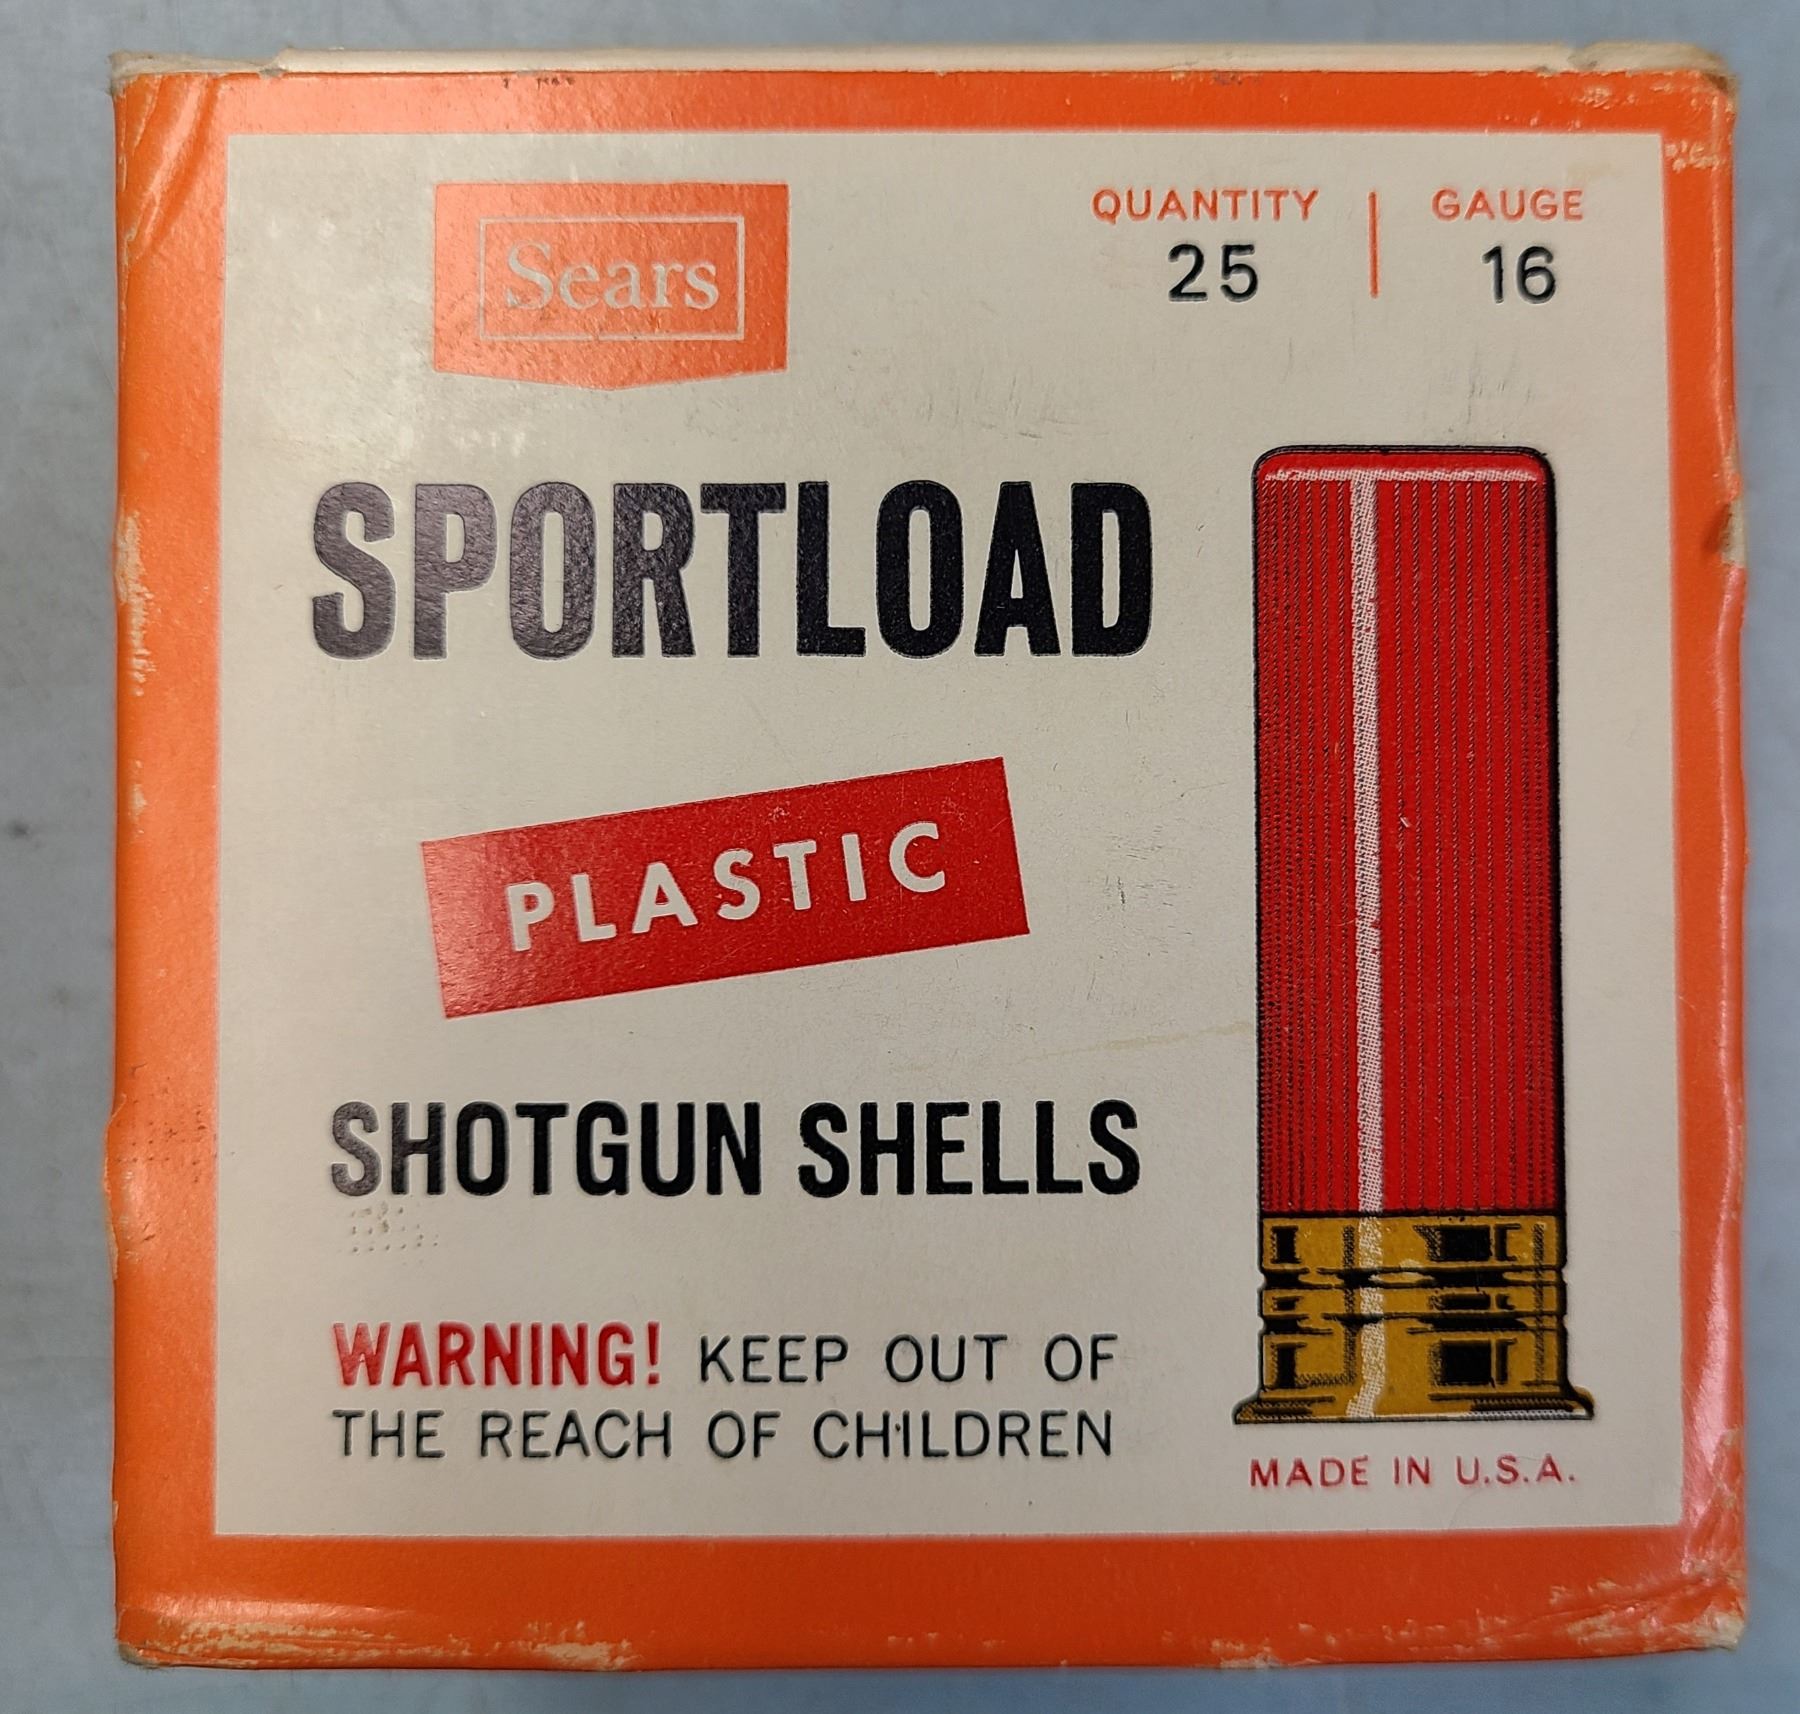 Sears
QUANTITY | GAUGE
25 16
SPORTLOAD
PLASTIC
SHOTGUN SHELLS
WARNING! KEEP OUT OF
THE REACH OF CHILDREN
MADE IN U.S.A.